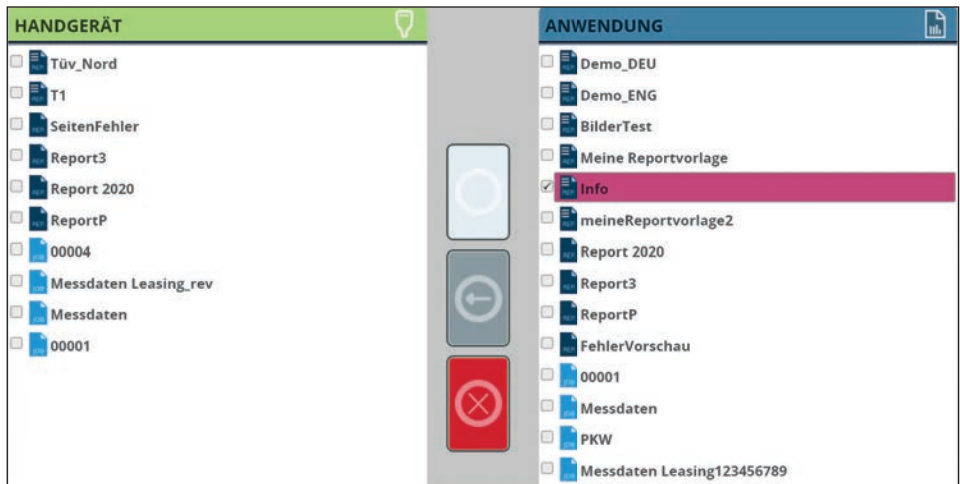 HANDGERÄT
Tüv_Nord
T1
SeitenFehler
Report3
Report 2020
ReportP
00004
Messdaten Leasing_rev
Messdaten
00001
ANWENDUNG
Demo_DEU
Demo_ENG
BilderTest
Meine Reportvorlage
Info
meineReportvorlage2
Report 2020
Report3
ReportP
FehlerVorschau
00001
Messdaten
PKW
Messdaten Leasing123456789